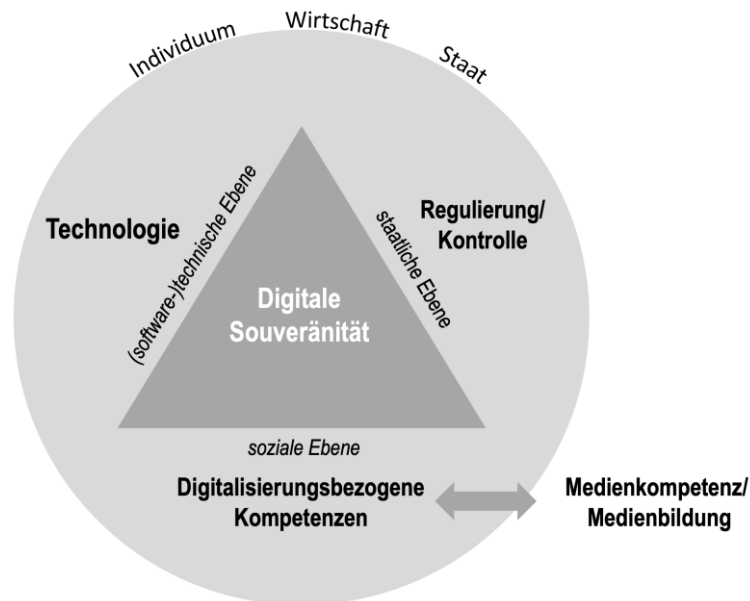 Individuum
Wirtschaft
Staat
Technologie
(software-)technische Ebene
staatliche Ebene
Regulierung/
Kontrolle
Digitale
Souveränität
soziale Ebene
Digitalisierungsbezogene
Kompetenzen
Medienkompetenz/
Medienbildung